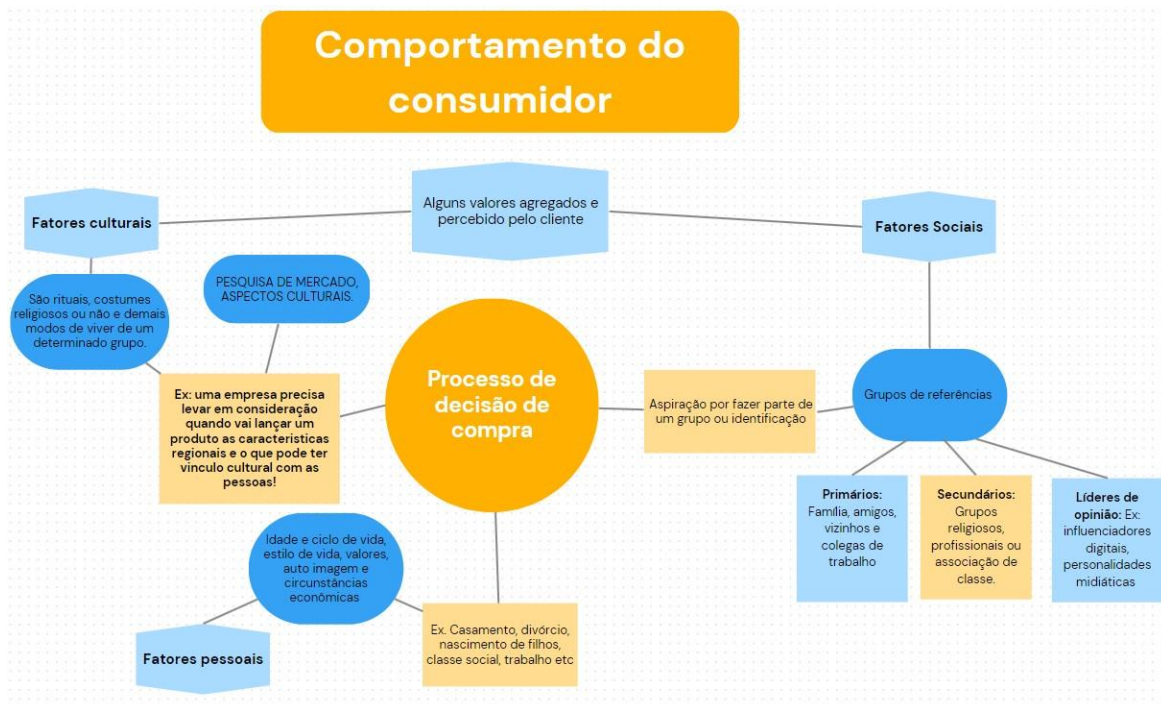 Comportamento do
consumidor
Alguns valores agregados e
percebido pelo cliente
Fatores culturais
Fatores Sociais
São rituais, costumes
religiosos ou não e demais
modos de viver de um
determinado grupo.
PESQUISA DE MERCADO,
ASPECTOS CULTURAIS.
Ex: uma empresa precisa
levar em consideração
quando vai lançar um
produto as caracteristicas
regionais e o que pode ter
vinculo cultural com as
pessoas!
Processo de
decisão de
compra
Aspiração por fazer parte de
um grupo ou identificação
Grupos de referências
Primários:
Família, amigos,
vizinhos e
colegas de
trabalho
Secundários:
Grupos
religiosos,
profissionais ou
associação de
classe.
Líderes de
opinião: Ex:
influenciadores
digitais,
personalidades
midiáticas
Idade e ciclo de vida,
estilo de vida, valores,
auto imagem e
circunstâncias
econômicas
Fatores pessoais
Ex. Casamento, divórcio,
nascimento de filhos,
classe social, trabalho etc